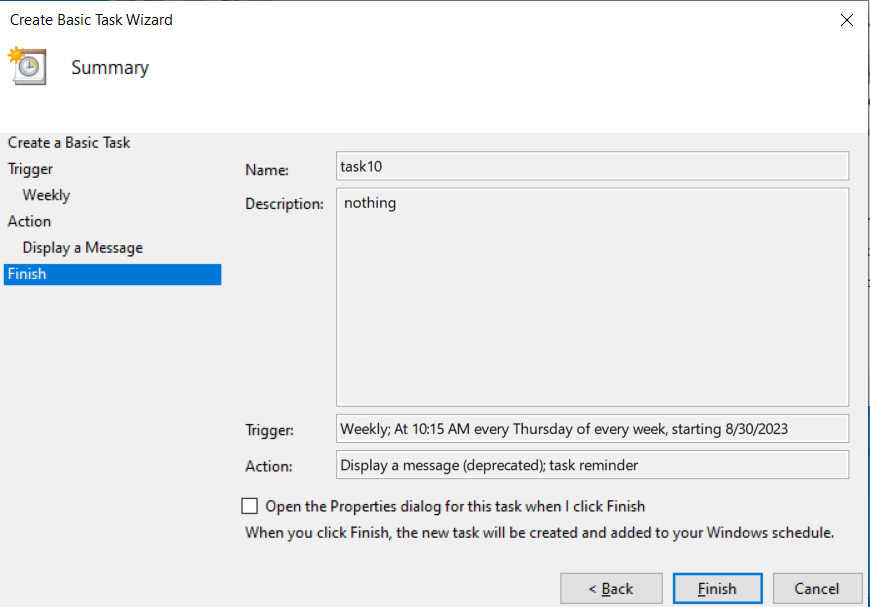 Create Basic Task Wizard
Summary
Create a Basic Task
Trigger
Weekly
Action
Display a Message
Finish
Name:
task10
Description:
nothing
Trigger:
Weekly; At 10:15 AM every Thursday of every week, starting 8/30/2023
Action:
Display a message (deprecated); task reminder
Open the Properties dialog for this task when I click Finish
When you click Finish, the new task will be created and added to your Windows schedule.
< Back
Finish
Cancel